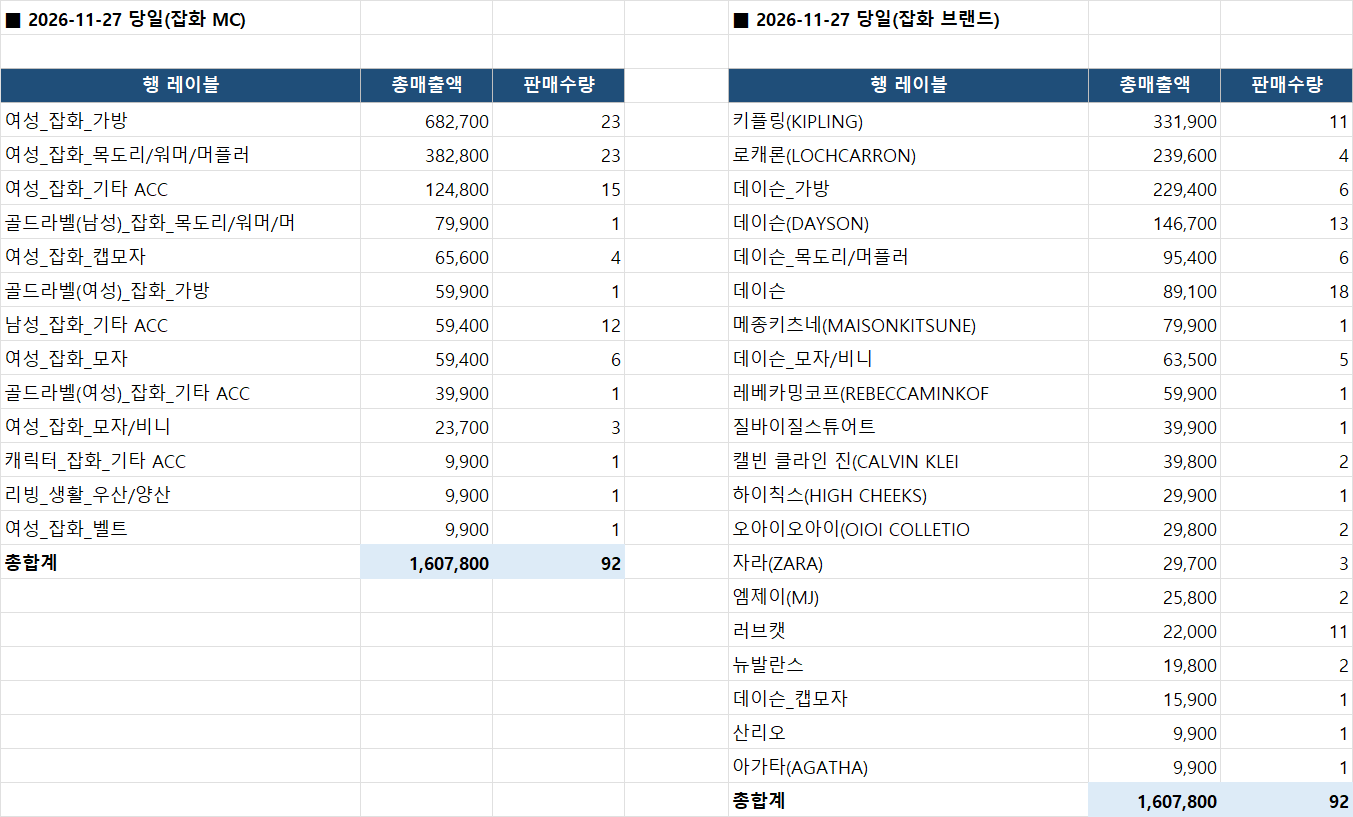 ■ 2026-11-27 당일(잡화 MC)
행 레이블 총매출액 판매수량
여성_잡화_가방 682,700 23
여성_잡화_목도리/워머/머플러 382,800 23
여성_잡화_기타 ACC 124,800 15
골드라벨(남성)_잡화_목도리/워머/머 79,900 1
여성_잡화_캡모자 65,600 4
골드라벨(여성)_잡화_가방 59,900 1
남성_잡화_기타 ACC 59,400 12
여성_잡화_모자 59,400 6
골드라벨(여성)_잡화_기타 ACC 39,900 1
여성_잡화_모자/비니 23,700 3
캐릭터_잡화_기타 ACC 9,900 1
리빙_생활_우산/양산 9,900 1
여성_잡화_벨트 9,900 1
총합계 1,607,800 92
■ 2026-11-27 당일(잡화 브랜드)
행 레이블 총매출액 판매수량
키플링(KIPLING) 331,900 11
로캐론(LOCHCARRON) 239,600 4
데이슨_가방 229,400 6
데이슨(DAYSON) 146,700 13
데이슨_목도리/머플러 95,400 6
데이슨 89,100 18
메종키츠네(MAISONKITSUNE) 79,900 1
데이슨_모자/비니 63,500 5
레베카밍코프(REBECCAMINKOF 59,900 1
질바이질스튜어트 39,900 1
캘빈 클라인 진(CALVIN KLEI 39,800 2
하이칙스(HIGH CHEEKS) 29,900 1
오아이오아이(OIOI COLLETIO 29,800 2
자라(ZARA) 29,700 3
엠제이(MJ) 25,800 2
러브캣 22,000 11
뉴발란스 19,800 2
데이슨_캡모자 15,900 1
산리오 9,900 1
아가타(AGATHA) 9,900 1
총합계 1,607,800 92